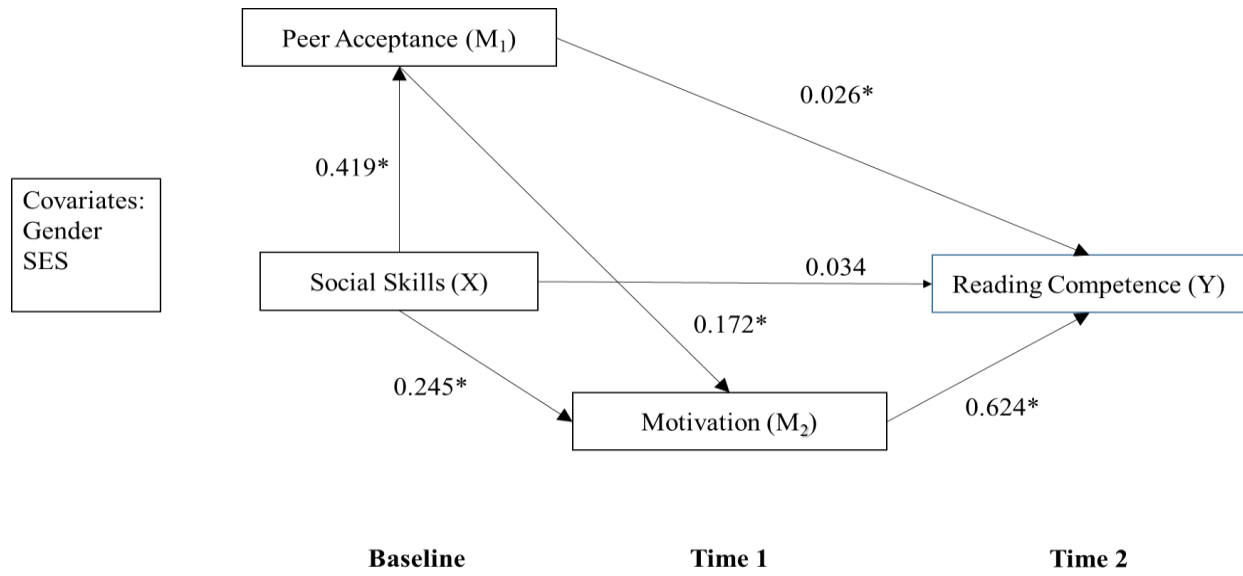 Peer Acceptance (M₁)
0.026*
0.419*
Covariates:
Gender
SES
Social Skills (X)
0.034
Reading Competence (Y)
0.172*
0.245*
Motivation (M₂)
0.624*
Baseline
Time 1
Time 2